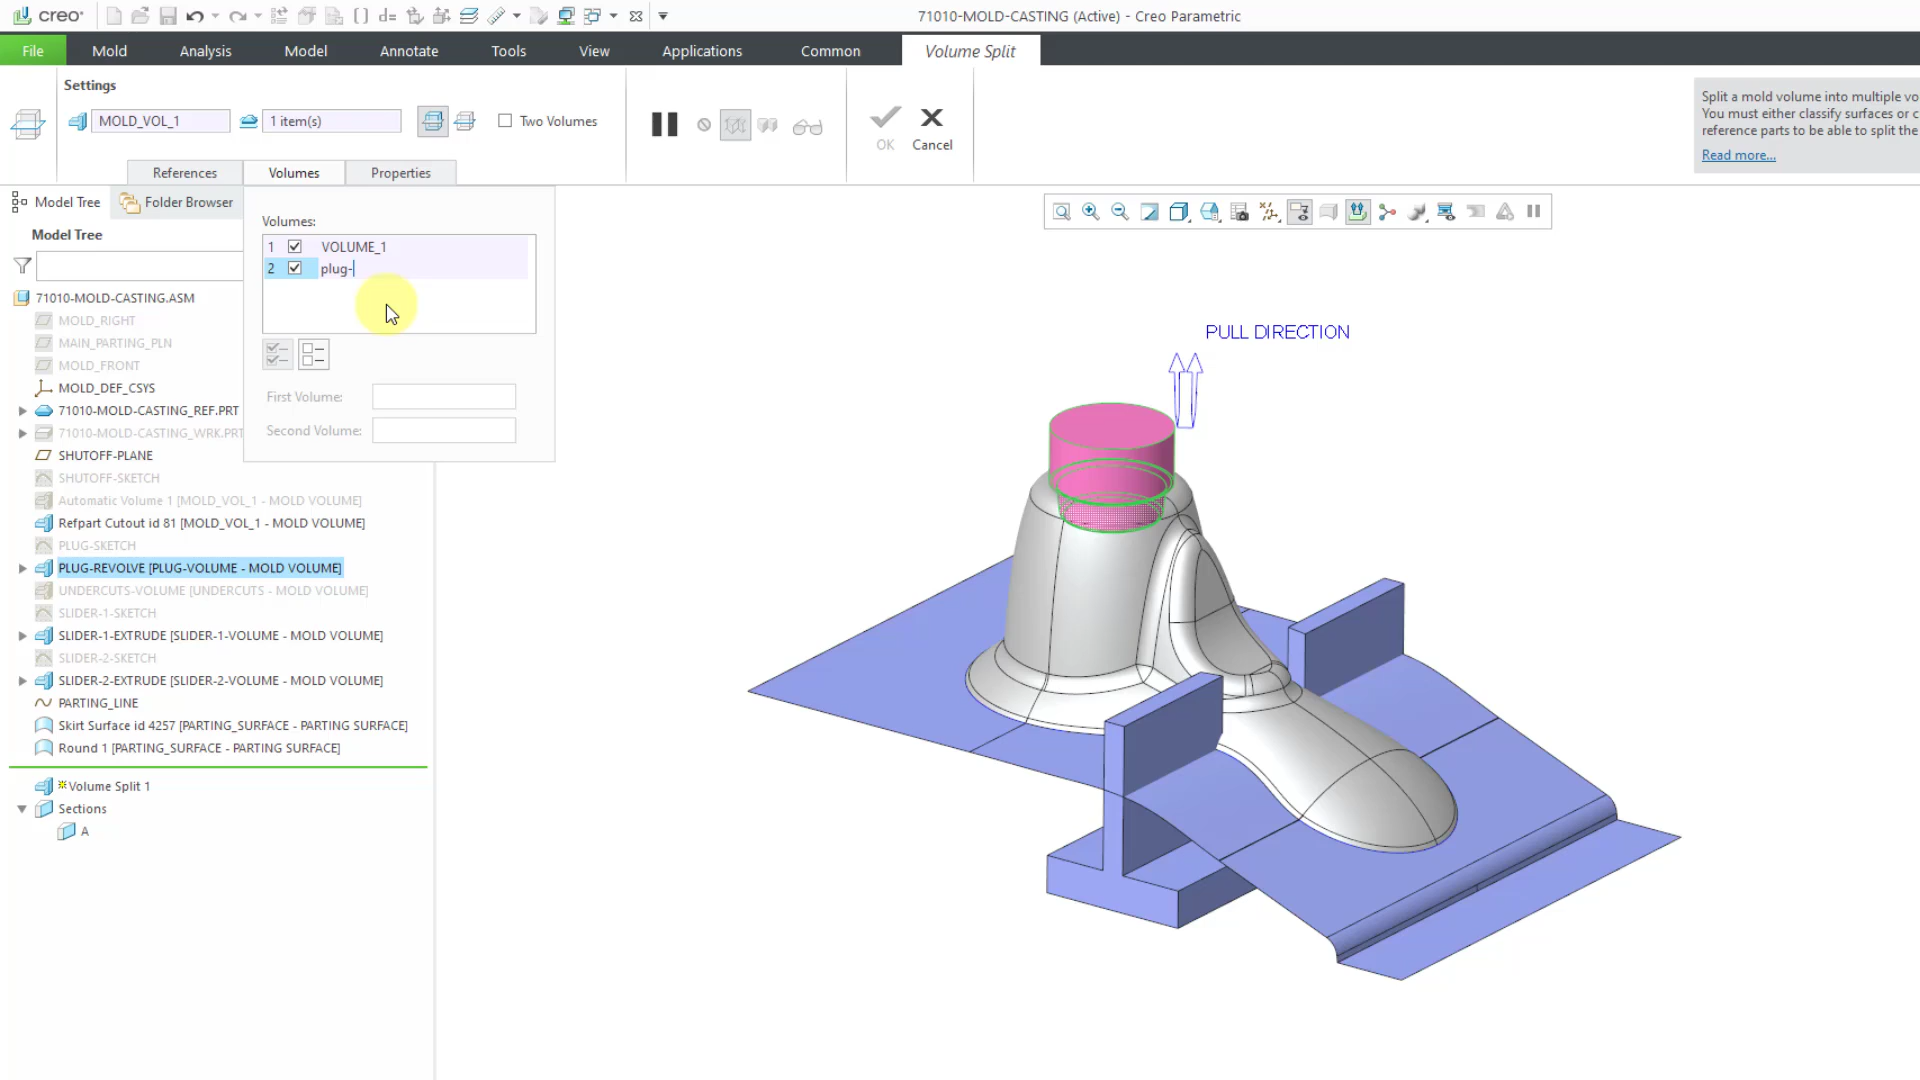 creo
71010-MOLD-CASTING (Active) - Creo Parametric
File Mold Analysis Model Annotate Tools View Applications Common Volume Split
Settings
MOLD_VOL_1 1 item(s) Two Volumes
OK Cancel
Split a mold volume into multiple vo
You must either classify surfaces or c
reference parts to be able to split the
Read more...
References Volumes Properties
Model Tree Folder Browser
Model Tree
Volumes:
1 VOLUME_1
2 plug-
First Volume:
Second Volume:
71010-MOLD-CASTING.ASM
MOLD_RIGHT
MAIN_PARTING_PLN
MOLD_FRONT
MOLD_DEF_CSYS
71010-MOLD-CASTING_REF.PRT
71010-MOLD-CASTING_WRK.PRT
SHUTOFF-PLANE
SHUTOFF-SKETCH
Automatic Volume 1 [MOLD_VOL_1 - MOLD VOLUME]
Refpart Cutout id 81 [MOLD_VOL_1 - MOLD VOLUME]
PLUG-SKETCH
PLUG-REVOLVE [PLUG-VOLUME - MOLD VOLUME]
UNDERCUTS-VOLUME [UNDERCUTS - MOLD VOLUME]
SLIDER-1-SKETCH
SLIDER-1-EXTRUDE [SLIDER-1-VOLUME - MOLD VOLUME]
SLIDER-2-SKETCH
SLIDER-2-EXTRUDE [SLIDER-2-VOLUME - MOLD VOLUME]
PARTING_LINE
Skirt Surface id 4257 [PARTING_SURFACE - PARTING SURFACE]
Round 1 [PARTING_SURFACE - PARTING SURFACE]
Volume Split 1
Sections
A
PULL DIRECTION